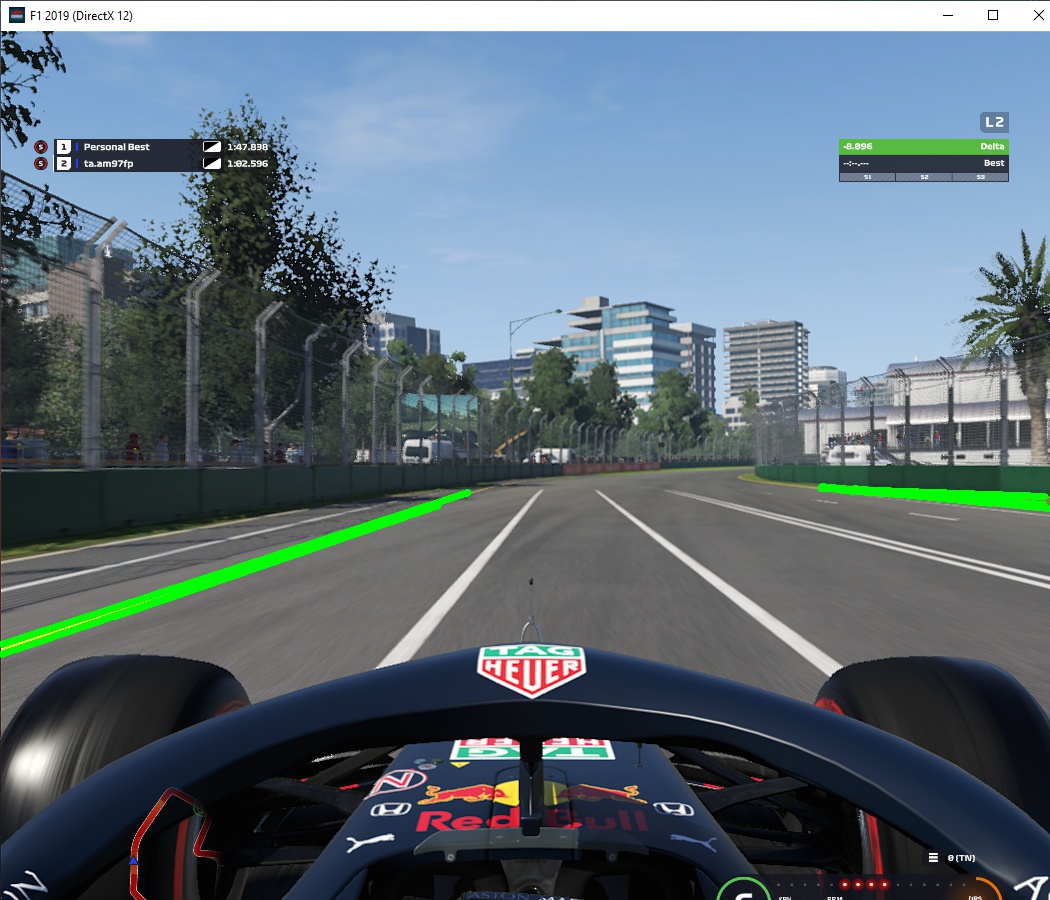 F1 2019 (DirectX 12)
L2
S 1 Personal Best 1:47.838
S 2 ta.am97fp 1:02.596
-8.096 Delta
--:--.--- Best
S1 S2 S3
TAG
HEUER
Red Bull
0 (TN)